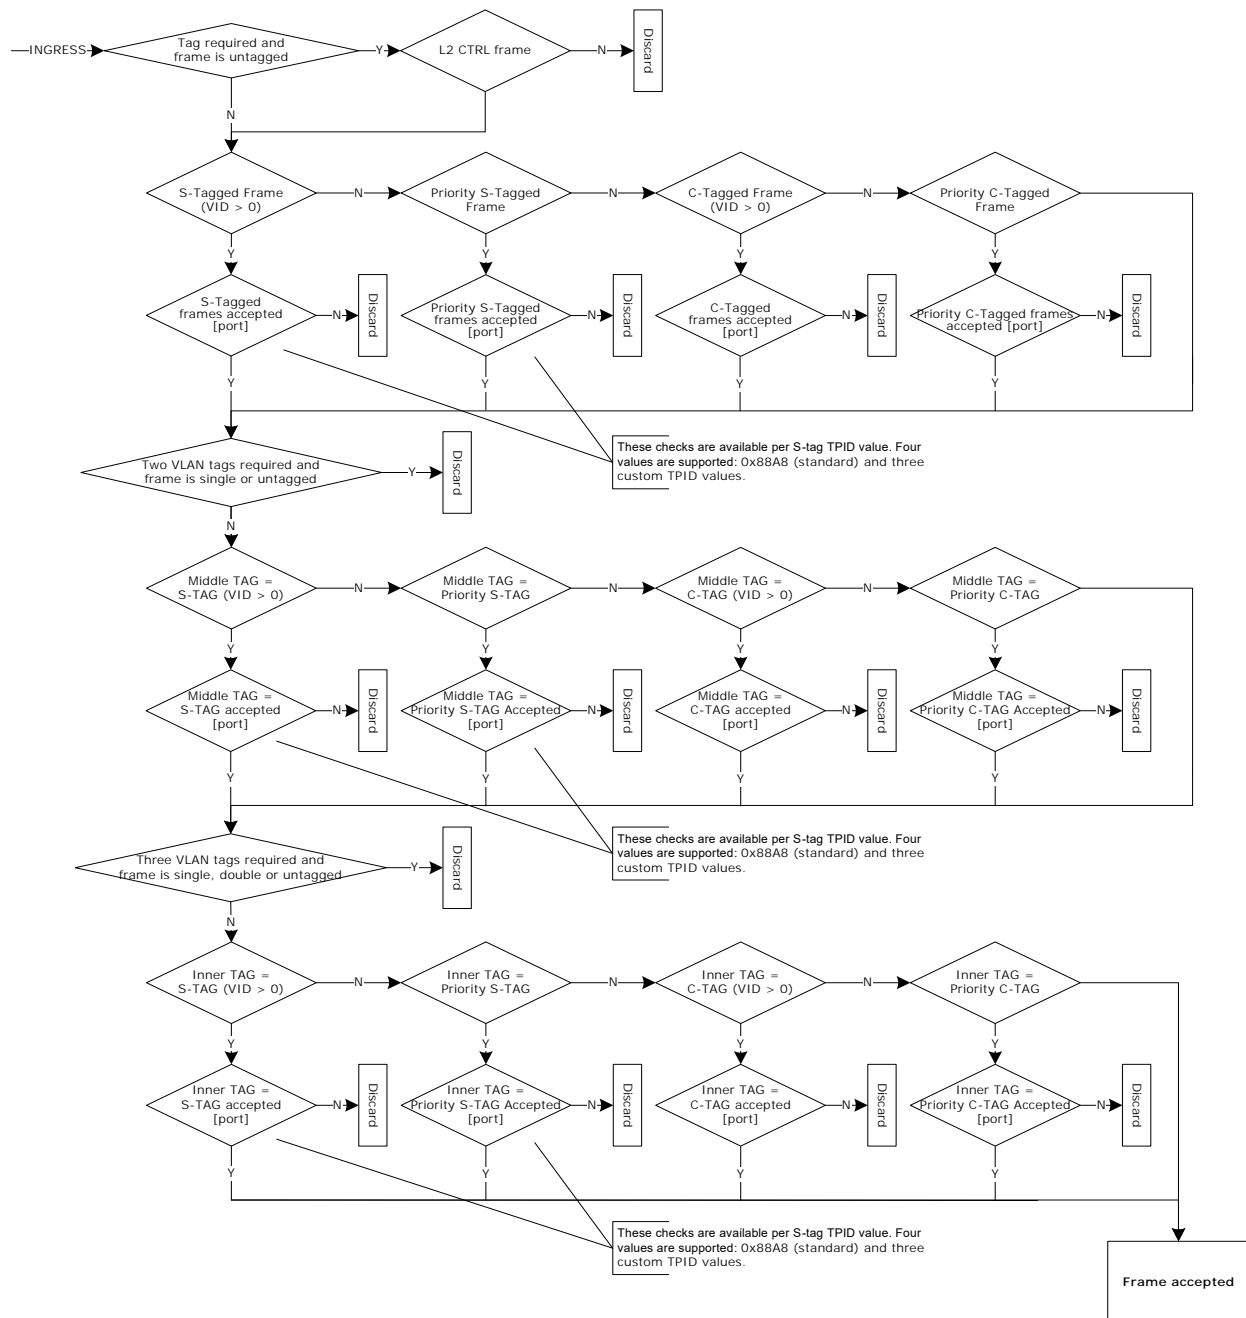 INGRESS
Tag required and
frame is untagged
Y
L2 CTRL frame
N
Discard
N
S-Tagged Frame
(VID > 0)
N
Priority S-Tagged
Frame
N
C-Tagged Frame
(VID > 0)
N
Priority C-Tagged
Frame
Y
Y
Y
Y
S-Tagged
frames accepted
[port]
N
Discard
Priority S-Tagged
frames accepted
[port]
N
Discard
C-Tagged
frames accepted
[port]
N
Discard
Priority C-Tagged frames
accepted [port]
N
Discard
Y
Y
Y
Y
These checks are available per S-tag TPID value. Four
values are supported: 0x88A8 (standard) and three
custom TPID values.
Two VLAN tags required and
frame is single or untagged
Y
Discard
N
Middle TAG =
S-TAG (VID > 0)
N
Middle TAG =
Priority S-TAG
N
Middle TAG =
C-TAG (VID > 0)
N
Middle TAG =
Priority C-TAG
Y
Y
Y
Y
Middle TAG =
S-TAG accepted
[port]
N
Discard
Middle TAG =
Priority S-TAG Accepted
[port]
N
Discard
Middle TAG =
C-TAG accepted
[port]
N
Discard
Middle TAG =
Priority C-TAG Accepted
[port]
N
Discard
Y
Y
Y
Y
These checks are available per S-tag TPID value. Four
values are supported: 0x88A8 (standard) and three
custom TPID values.
Three VLAN tags required and
frame is single, double or untagged
Y
Discard
N
Inner TAG =
S-TAG (VID > 0)
N
Inner TAG =
Priority S-TAG
N
Inner TAG =
C-TAG (VID > 0)
N
Inner TAG =
Priority C-TAG
Y
Y
Y
Y
Inner TAG =
S-TAG accepted
[port]
N
Discard
Inner TAG =
Priority S-TAG Accepted
[port]
N
Discard
Inner TAG =
C-TAG accepted
[port]
N
Discard
Inner TAG =
Priority C-TAG Accepted
[port]
N
Discard
Y
Y
Y
Y
These checks are available per S-tag TPID value. Four
values are supported: 0x88A8 (standard) and three
custom TPID values.
Frame accepted